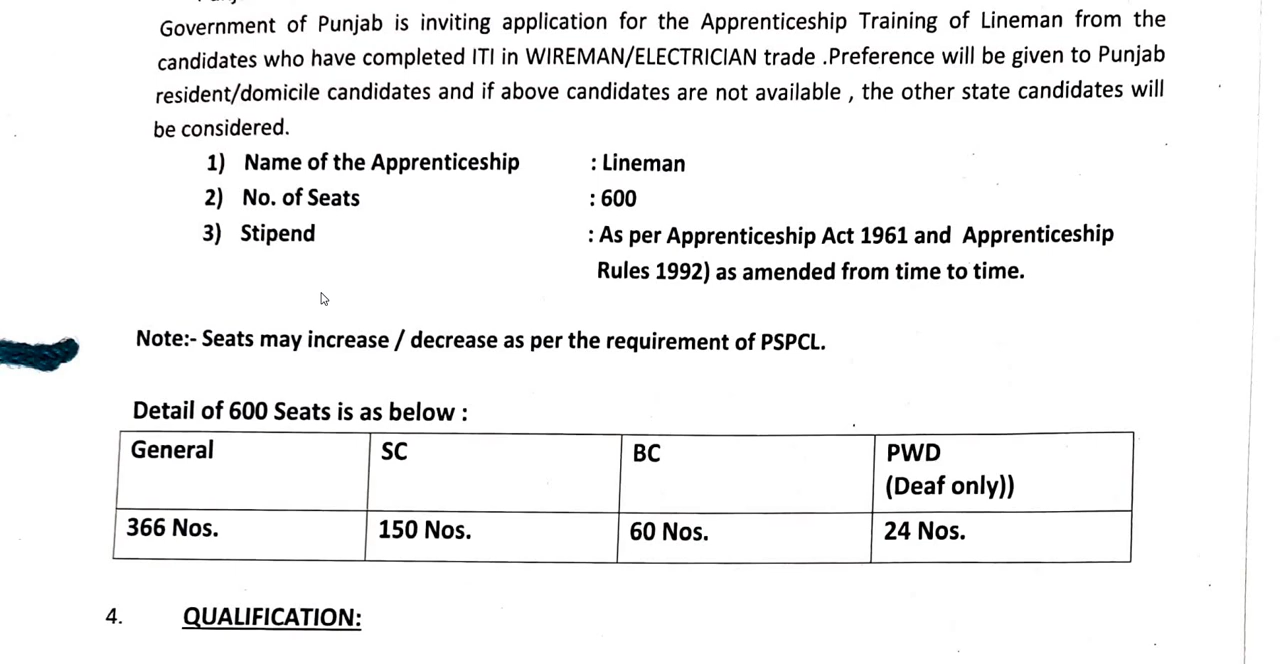 Government of Punjab is inviting application for the Apprenticeship Training of Lineman from the
candidates who have completed ITI in WIREMAN/ELECTRICIAN trade .Preference will be given to Punjab
resident/domicile candidates and if above candidates are not available , the other state candidates will
be considered.
1) Name of the Apprenticeship : Lineman
2) No. of Seats : 600
3) Stipend : As per Apprenticeship Act 1961 and Apprenticeship
Rules 1992) as amended from time to time.
Note:- Seats may increase / decrease as per the requirement of PSPCL.
Detail of 600 Seats is as below :
General SC BC PWD
(Deaf only))
366 Nos. 150 Nos. 60 Nos. 24 Nos.
4. QUALIFICATION: